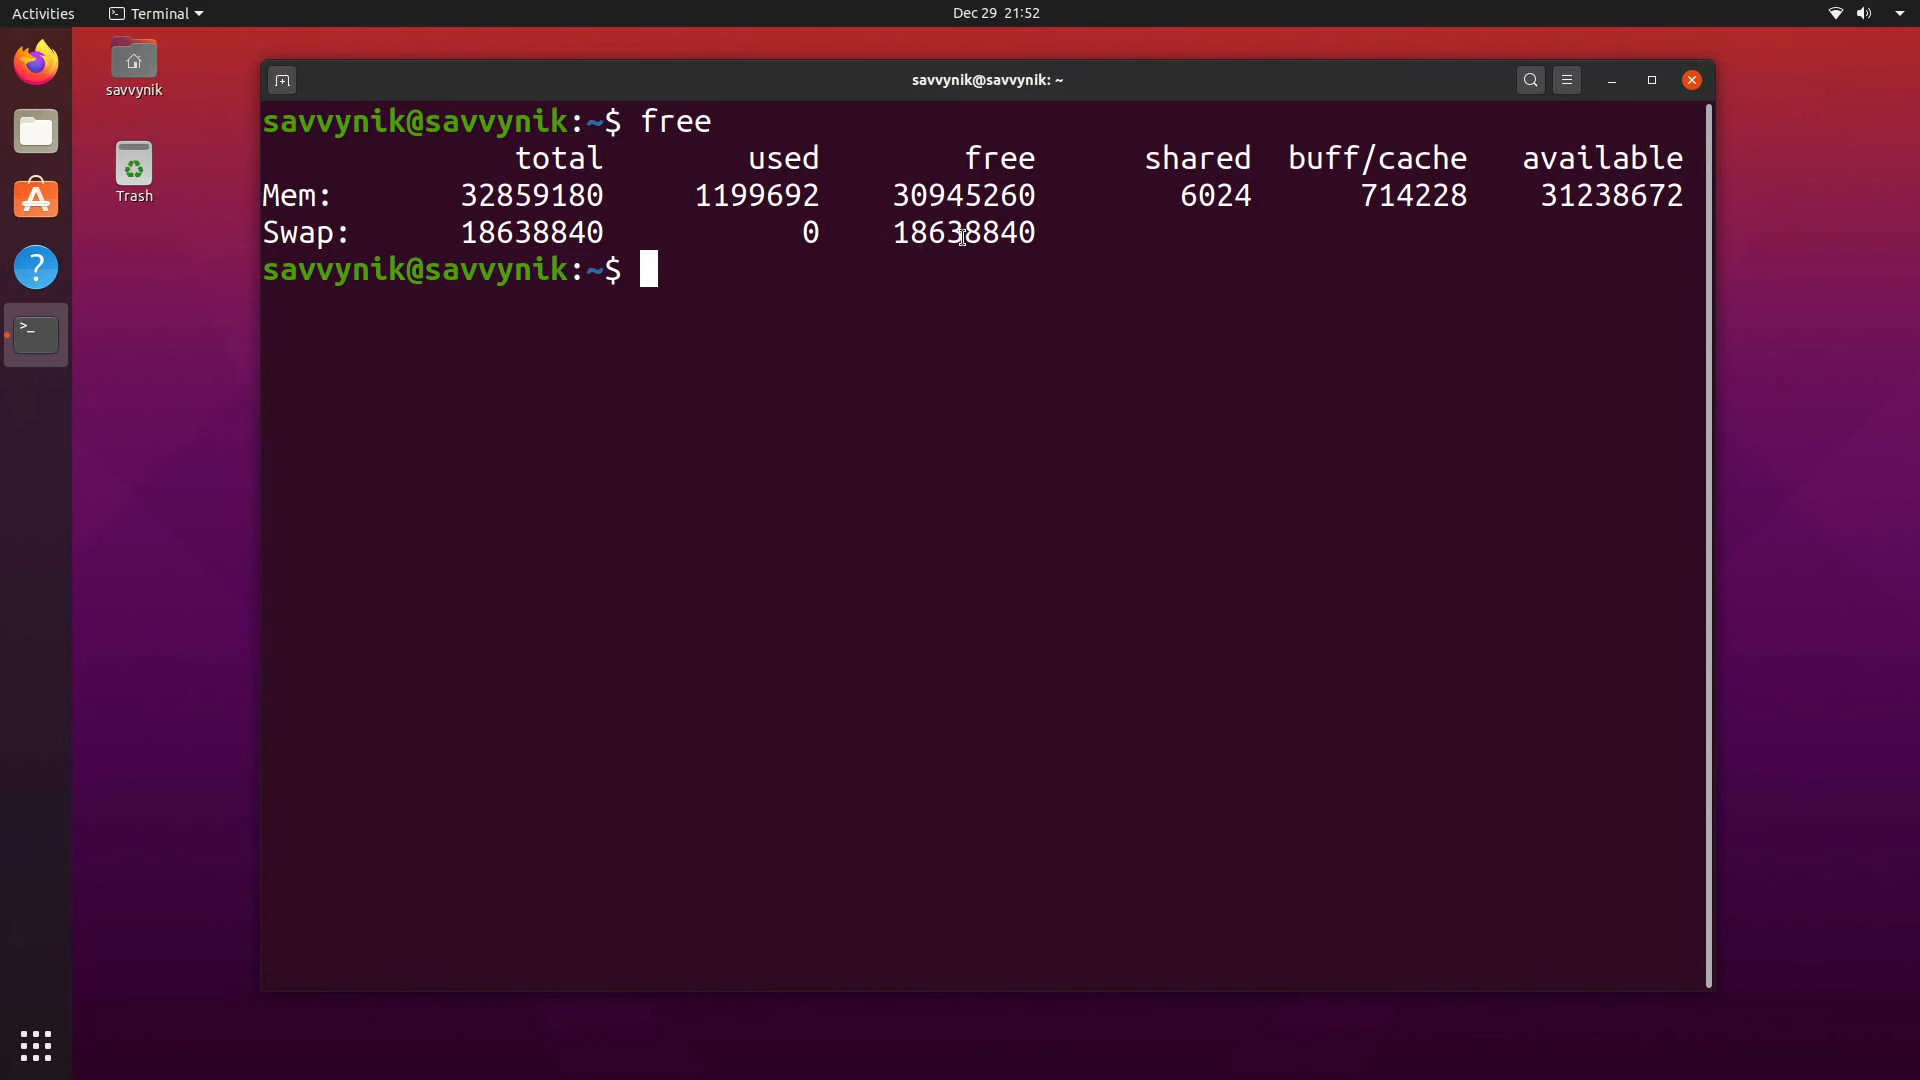 Activities
Terminal
Dec 29 21:52
savvynik
Trash
savvynik@savvynik: ~
savvynik@savvynik:~$ free
total used free shared buff/cache available
Mem: 32859180 1199692 30945260 6024 714228 31238672
Swap: 18638840 0 18638840
savvynik@savvynik:~$